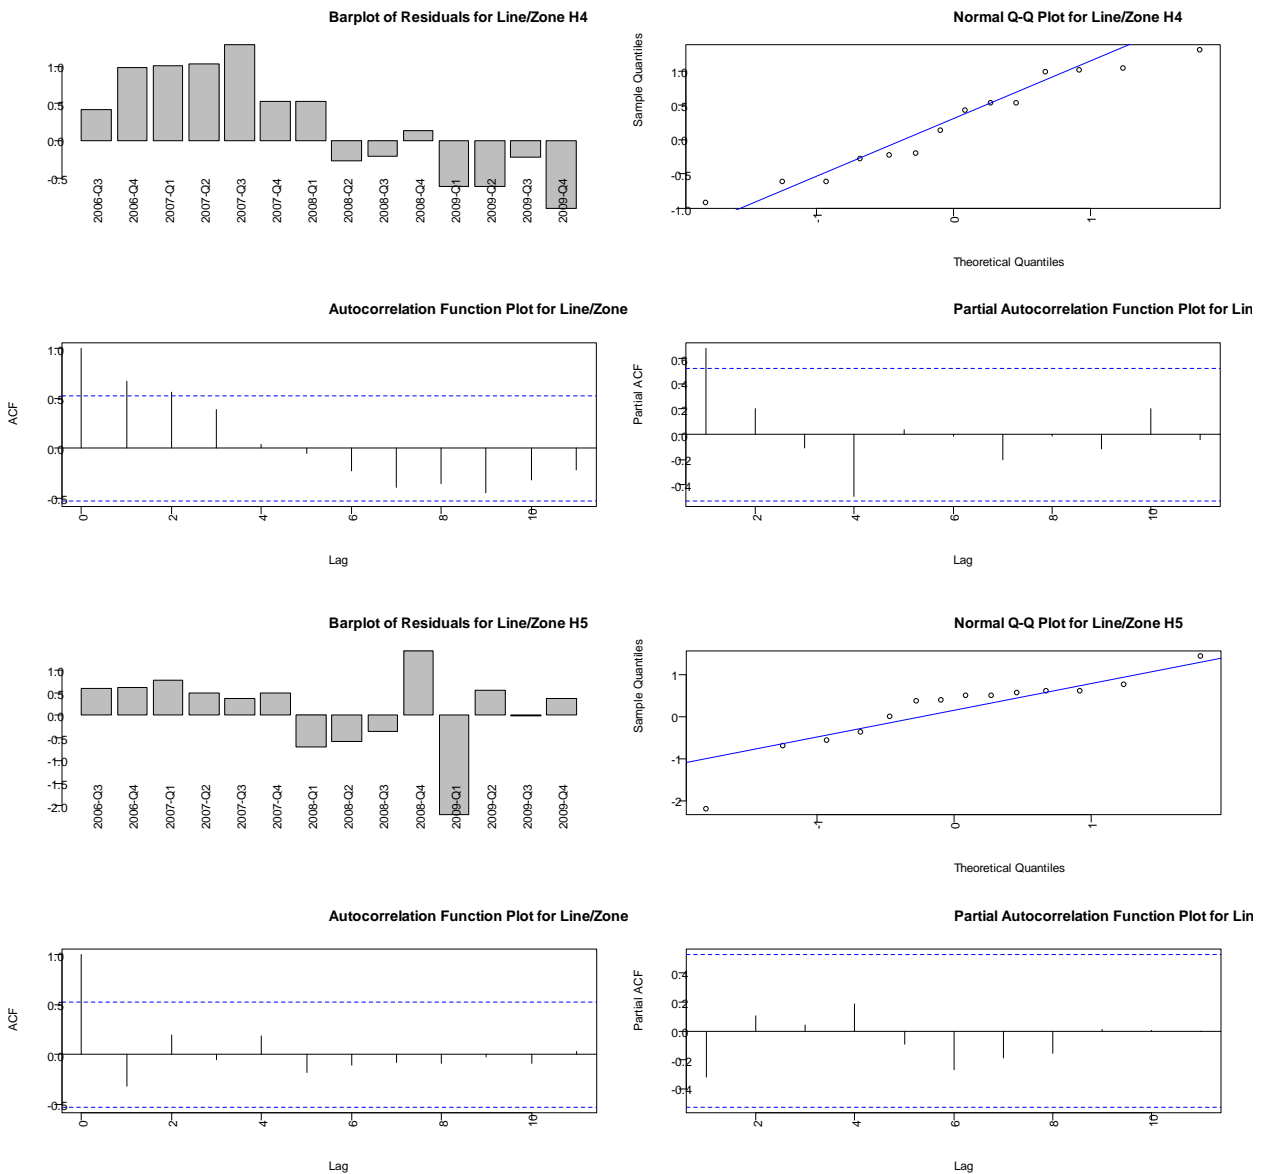 Barplot of Residuals for Line/Zone H4
1.0
0.5
0.0
-0.5
2006-Q3
2006-Q4
2007-Q1
2007-Q2
2007-Q3
2007-Q4
2008-Q1
2008-Q2
2008-Q3
2008-Q4
2009-Q1
2009-Q2
2009-Q3
2009-Q4
Normal Q-Q Plot for Line/Zone H4
Sample Quantiles
1.0
0.5
0.0
-0.5
-1.0
-1
0
1
Theoretical Quantiles
Autocorrelation Function Plot for Line/Zone
ACF
1.0
0.5
0.0
-0.5
0
2
4
6
8
10
Lag
Partial Autocorrelation Function Plot for Lin
Partial ACF
0.6
0.4
0.2
0.0
-0.2
-0.4
2
4
6
8
10
Lag
Barplot of Residuals for Line/Zone H5
1.0
0.5
0.0
-0.5
-1.0
-1.5
-2.0
2006-Q3
2006-Q4
2007-Q1
2007-Q2
2007-Q3
2007-Q4
2008-Q1
2008-Q2
2008-Q3
2008-Q4
2009-Q1
2009-Q2
2009-Q3
2009-Q4
Normal Q-Q Plot for Line/Zone H5
Sample Quantiles
1
0
-1
-2
-1
0
1
Theoretical Quantiles
Autocorrelation Function Plot for Line/Zone
ACF
1.0
0.5
0.0
-0.5
0
2
4
6
8
10
Lag
Partial Autocorrelation Function Plot for Lin
Partial ACF
0.4
0.2
0.0
-0.2
-0.4
2
4
6
8
10
Lag